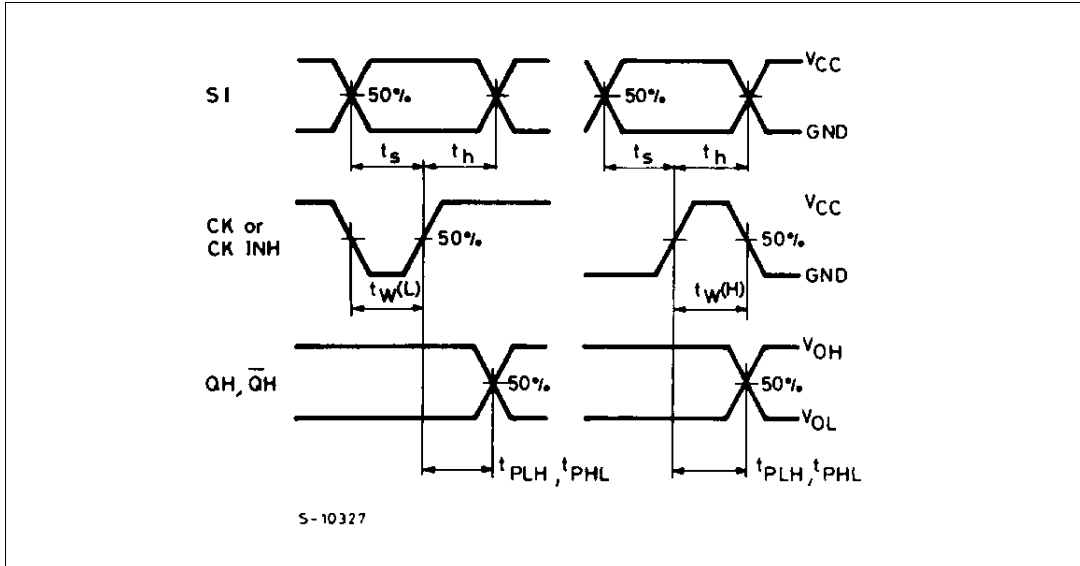 SI 50% 50% VCC
GND
ts th ts th
CK or
CK INH 50% 50% VCC
GND
tW(L) tW(H)
QH, Q̅H 50% 50% VOH
VOL
tPLH, tPHL tPLH, tPHL
S-10327